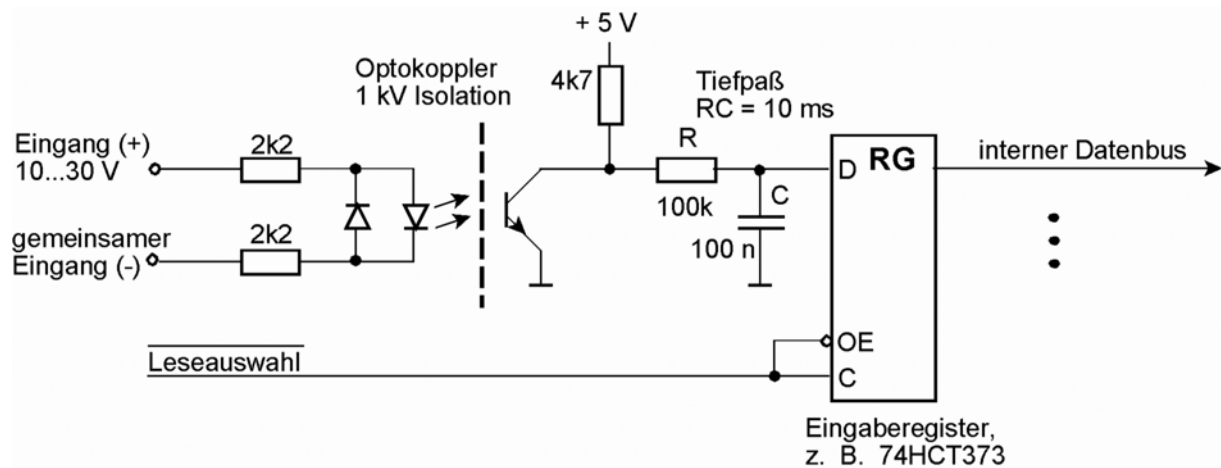 + 5 V
Optokoppler
1 kV Isolation
4k7
Tiefpaß
RC = 10 ms
Eingang (+)
10...30 V
2k2
R
100k
D
RG
interner Datenbus
C
100 n
gemeinsamer
Eingang (-)
2k2
Leseauswahl
OE
C
Eingaberegister,
z. B. 74HCT373